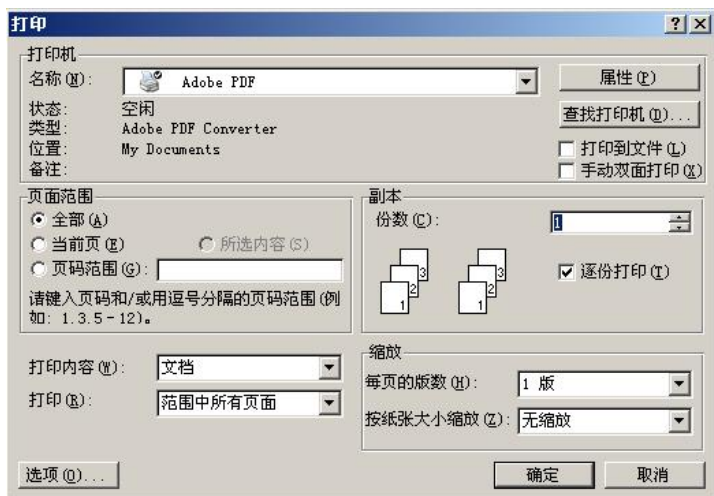 打印
打印机
名称(N): Adobe PDF 属性(P)
状态: 空闲 查找打印机(D)...
类型: Adobe PDF Converter
位置: My Documents 打印到文件(L)
备注: 手动双面打印(X)
页面范围
全部(A)
当前页(E) 所选内容(S)
页码范围(G):
请键入页码和/或用逗号分隔的页码范围(例
如: 1.3.5-12)。
副本
份数(C): 1
1 2 3 1 2 3 逐份打印(T)
打印内容(W): 文档
打印(R): 范围中所有页面
缩放
每页的版数(H): 1 版
按纸张大小缩放(Z): 无缩放
选项(O)... 确定 取消